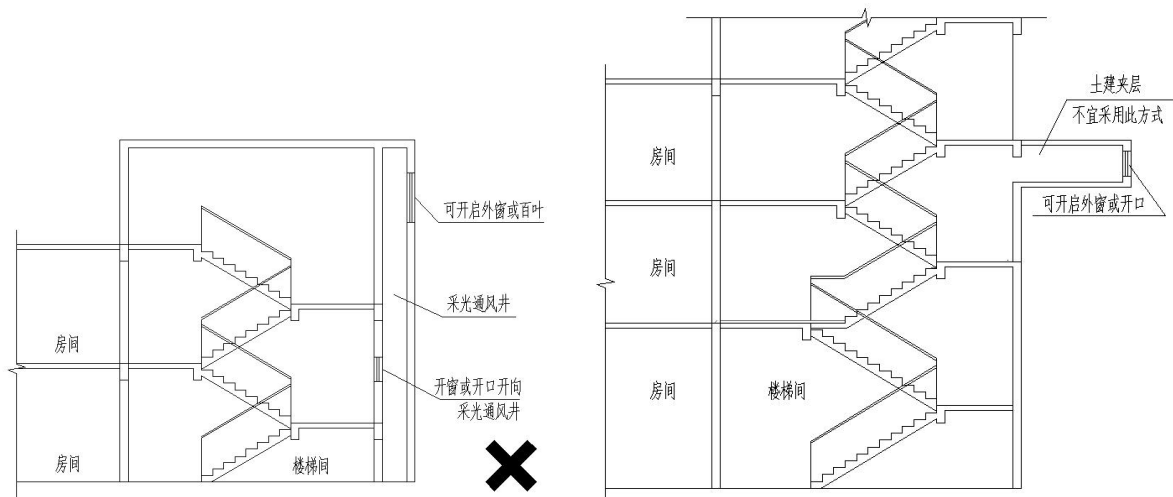 可开启外窗或百叶
采光通风井
房间
开窗或开口开向
采光通风井
房间
楼梯间
土建夹层
不宜采用此方式
房间
可开启外窗或开口
房间
房间
楼梯间